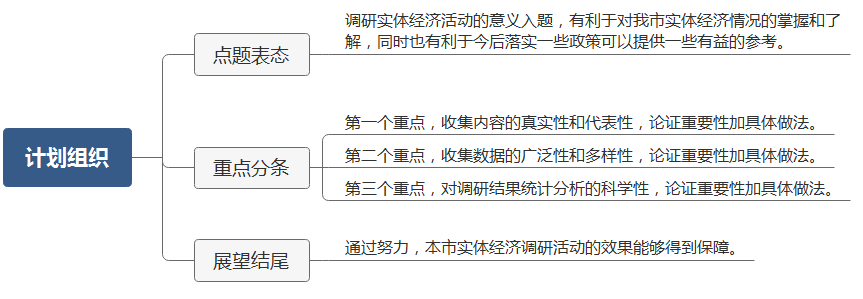 计划组织
点题表态
调研实体经济活动的意义入题，有利于对我市实体经济情况的掌握和了
解，同时也有利于今后落实一些政策可以提供一些有益的参考。
重点分条
第一个重点，收集内容的真实性和代表性，论证重要性加具体做法。
第二个重点，收集数据的广泛性和多样性，论证重要性加具体做法。
第三个重点，对调研结果统计分析的科学性，论证重要性加具体做法。
展望结尾
通过努力，本市实体经济调研活动的效果能够得到保障。